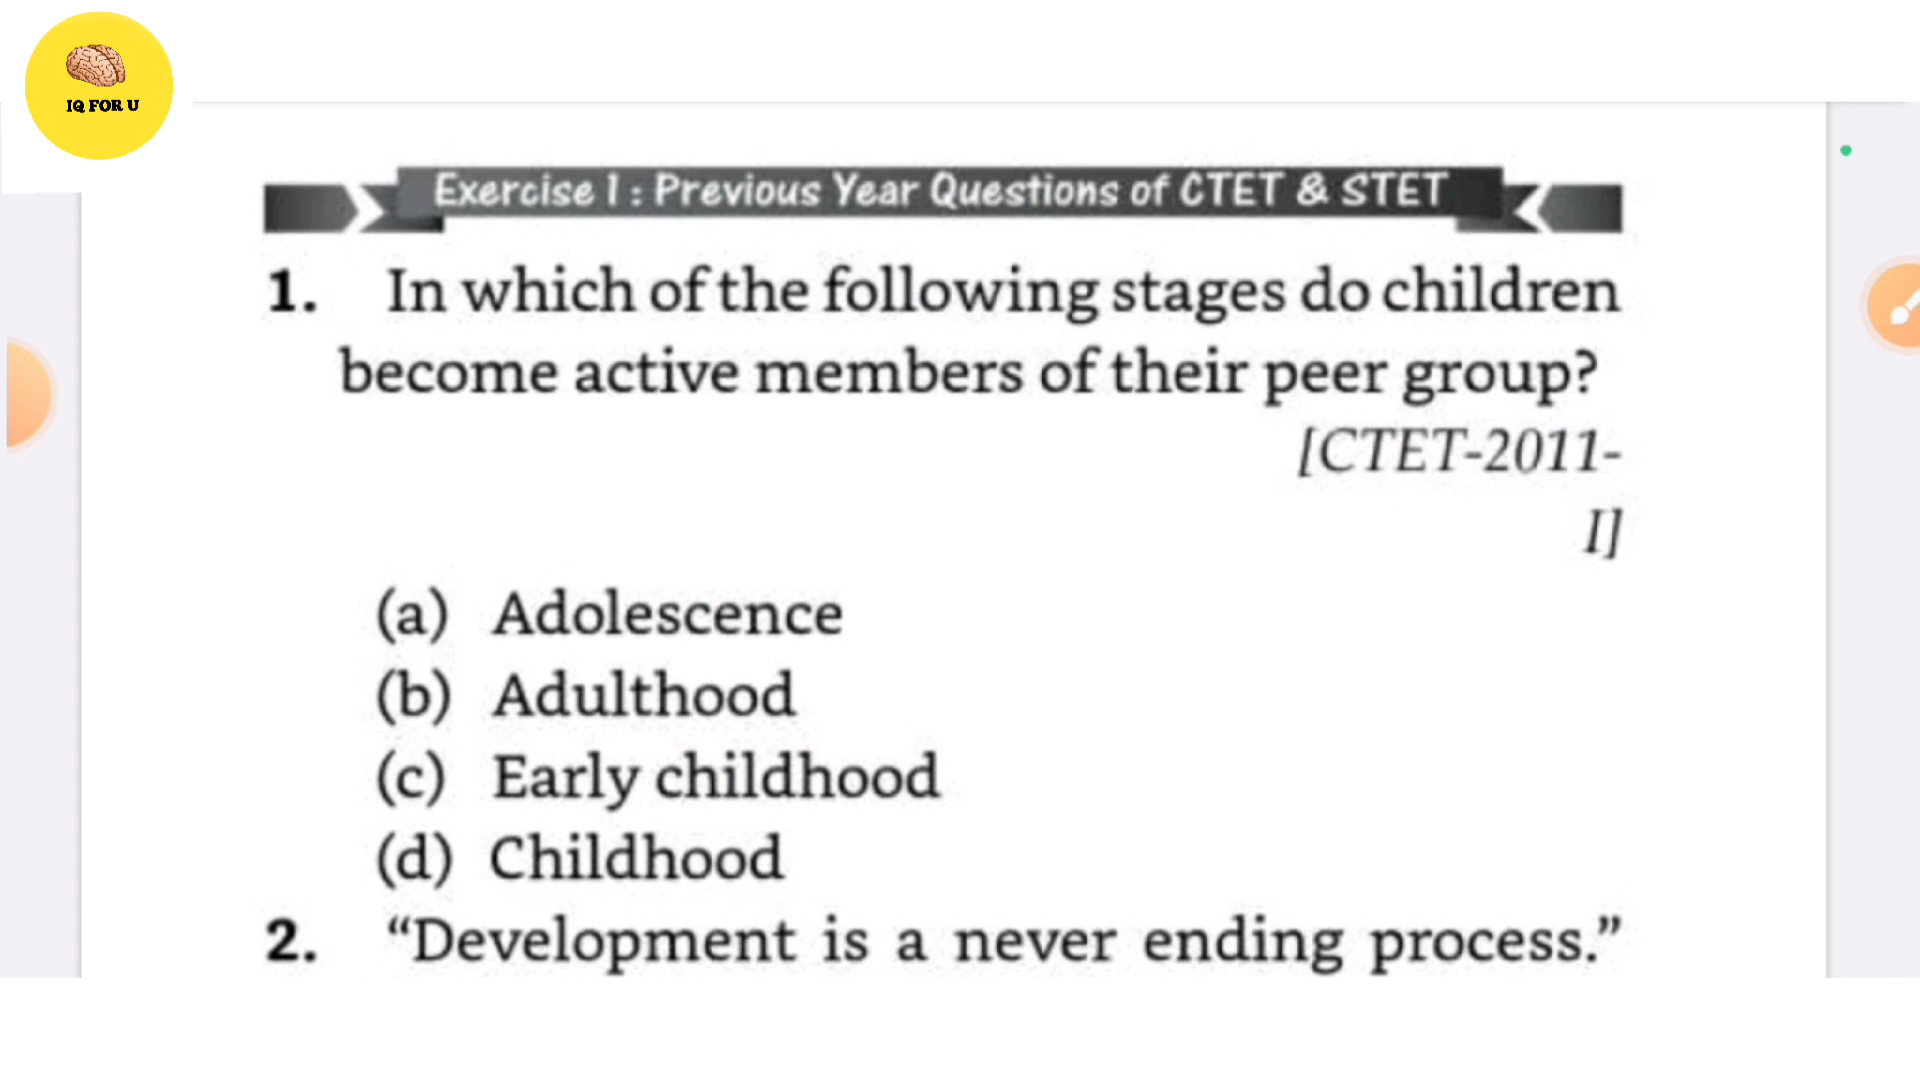 IQ FOR U
Exercise 1 : Previous Year Questions of CTET & STET
1. In which of the following stages do children
become active members of their peer group?
[CTET-2011-
I]
(a) Adolescence
(b) Adulthood
(c) Early childhood
(d) Childhood
2. “Development is a never ending process.”